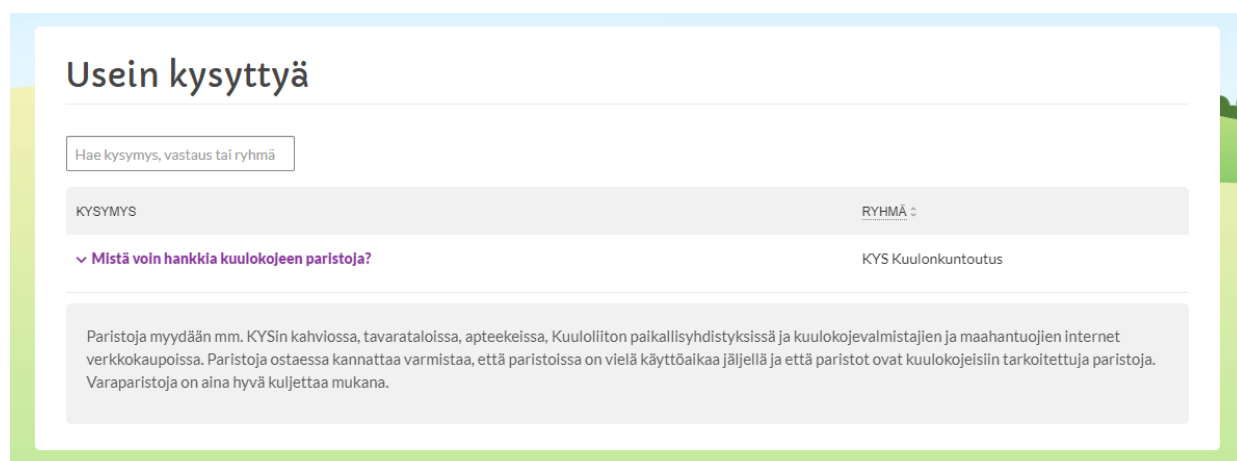 Usein kysyttyä
Hae kysymys, vastaus tai ryhmä
KYSYMYS RYHMÄ
Mistä voin hankkia kuulokojeen paristoja? KYS Kuulonkuntoutus
Paristoja myydään mm. KYSin kahviossa, tavarataloissa, apteekeissa, Kuuloliiton paikallisyhdistyksissä ja kuulokojevalmistajien ja maahantuojien internet
verkkokaupoissa. Paristoja ostaessa kannattaa varmistaa, että paristoissa on vielä käyttöaikaa jäljellä ja että paristot ovat kuulokojeisiin tarkoitettuja paristoja.
Varaparistoja on aina hyvä kuljettaa mukana.